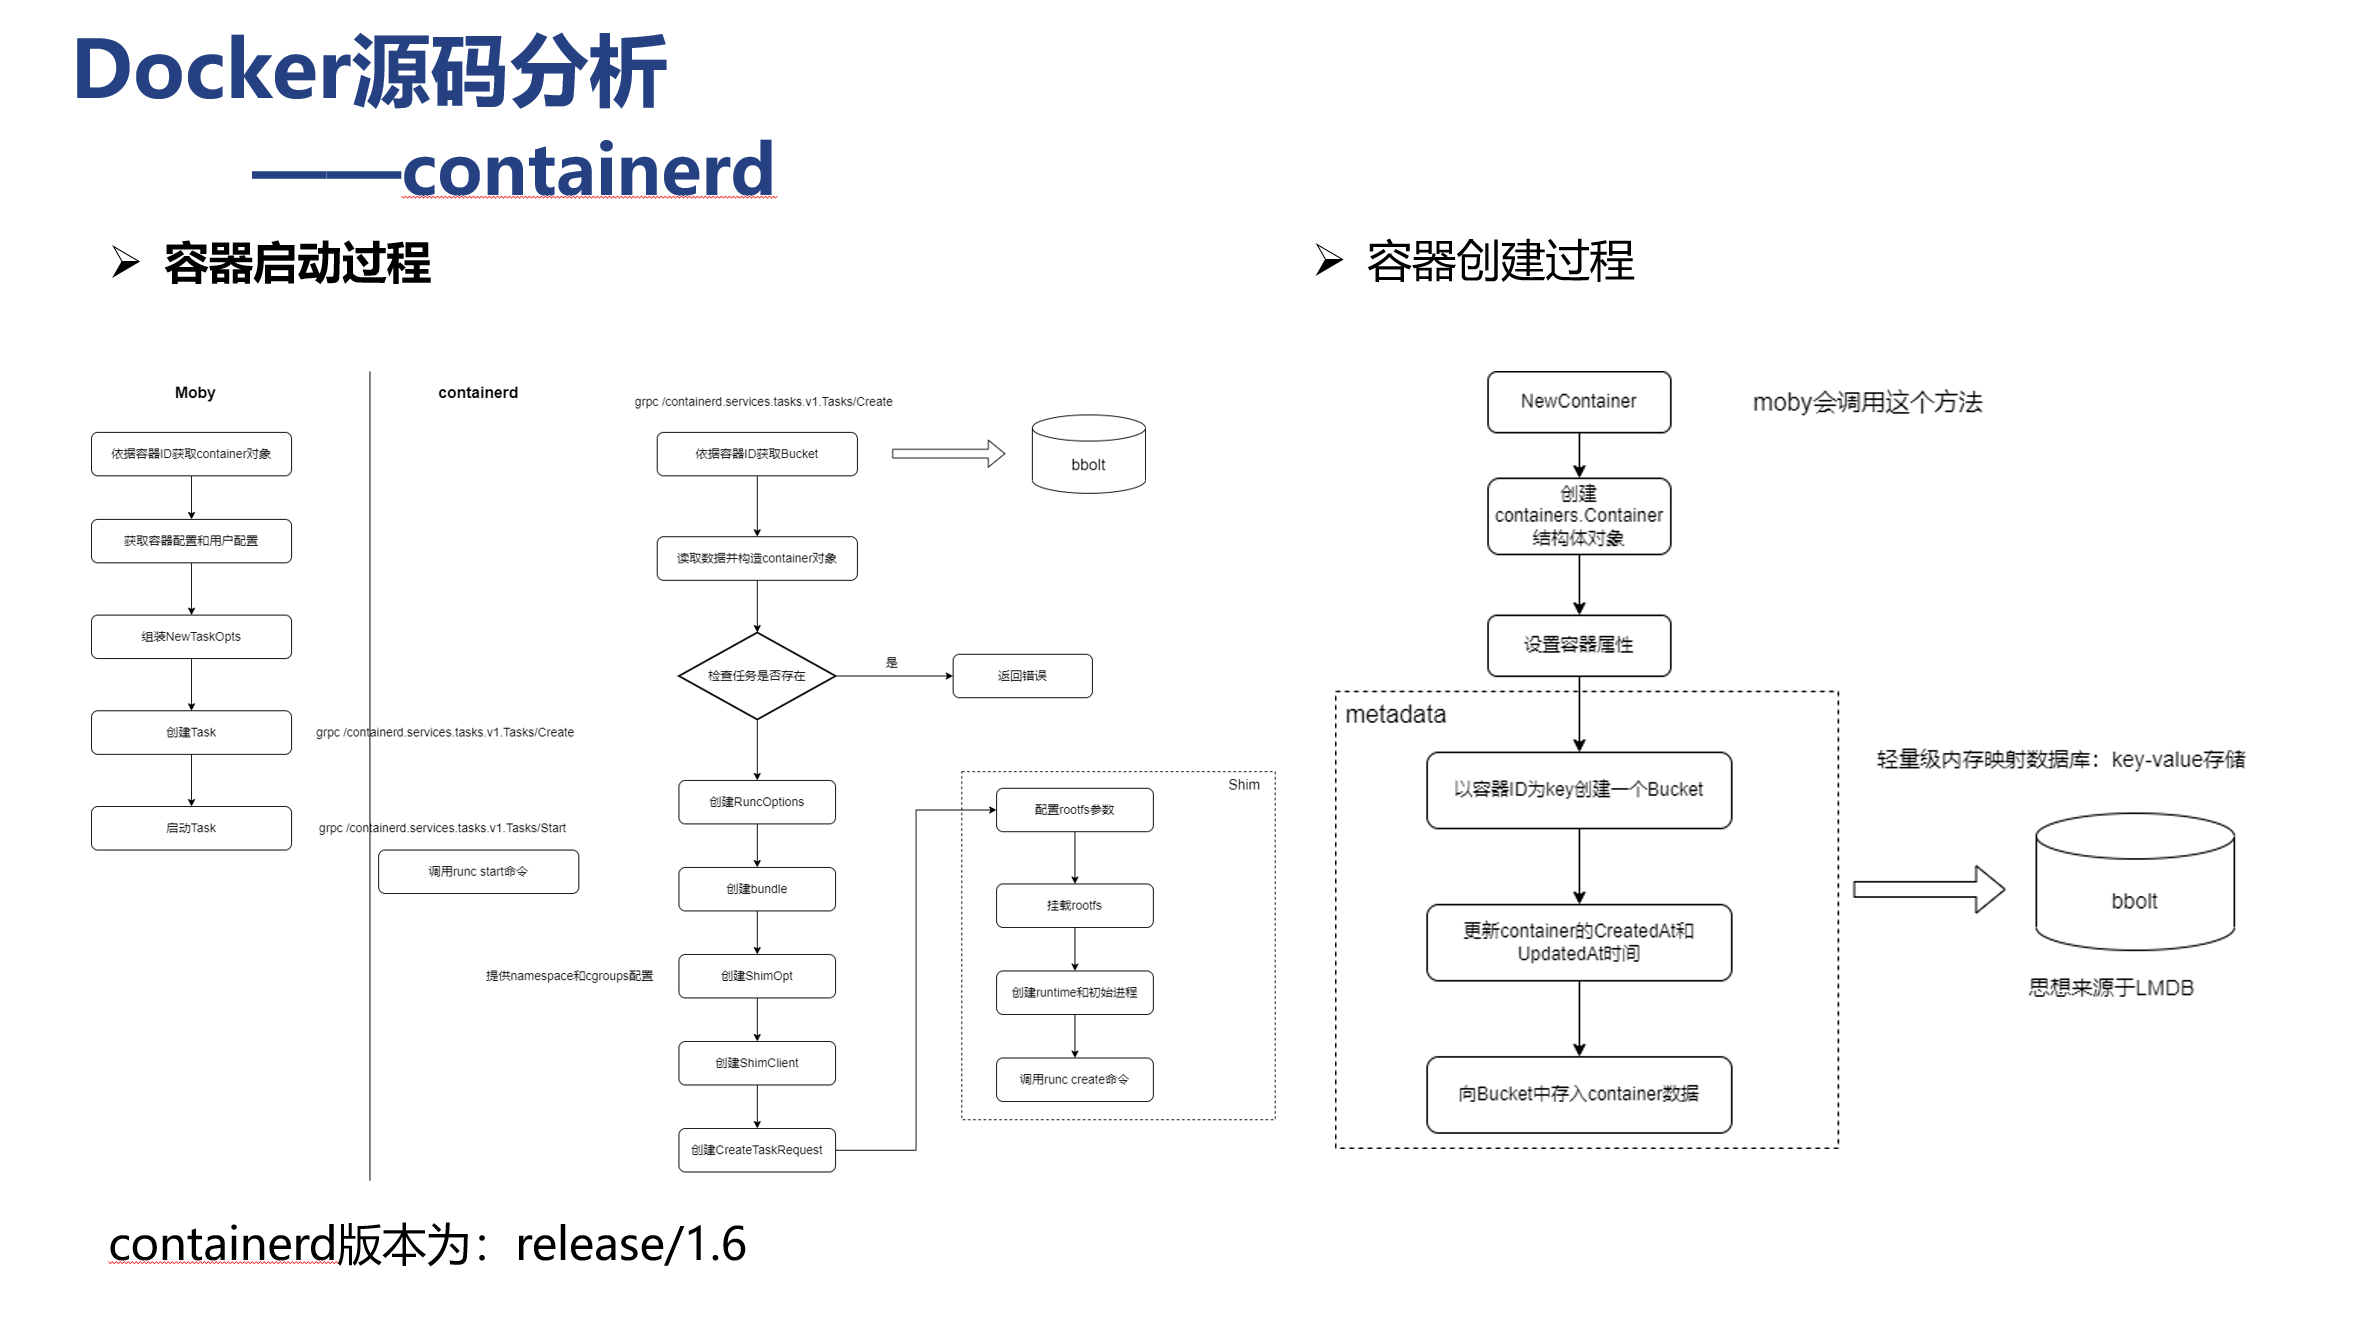 Docker源码分析
——containerd
容器启动过程
Moby
containerd
依据容器ID获取container对象
获取容器配置和用户配置
组装NewTaskOpts
创建Task
grpc /containerd.services.tasks.v1.Tasks/Create
启动Task
grpc /containerd.services.tasks.v1.Tasks/Start
调用runc start命令
grpc /containerd.services.tasks.v1.Tasks/Create
依据容器ID获取Bucket
bbolt
读取数据并构造container对象
检查任务是否存在
是
返回错误
创建RuncOptions
创建bundle
提供namespace和cgroups配置
创建ShimOpt
创建ShimClient
创建CreateTaskRequest
Shim
配置rootfs参数
挂载rootfs
创建runtime和初始进程
调用runc create命令
containerd版本为：release/1.6
容器创建过程
NewContainer
moby会调用这个方法
创建
containers.Container
结构体对象
设置容器属性
metadata
以容器ID为key创建一个Bucket
更新container的CreatedAt和
UpdatedAt时间
向Bucket中存入container数据
轻量级内存映射数据库：key-value存储
bbolt
思想来源于LMDB